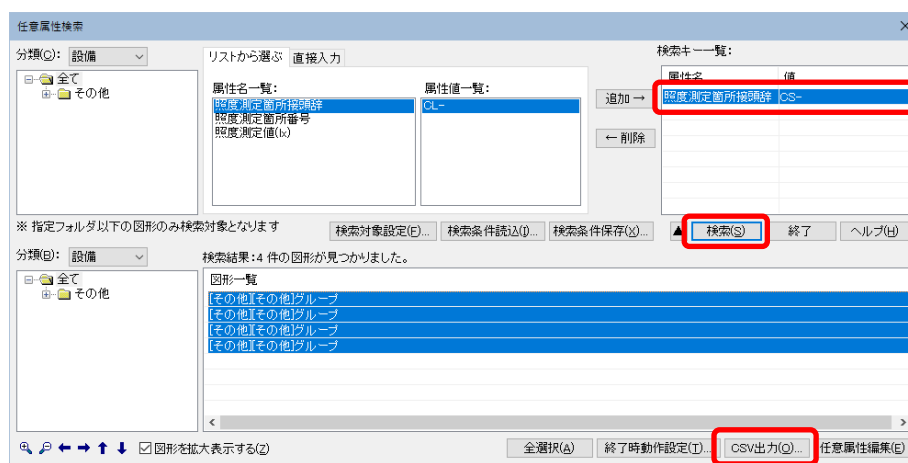 任意属性検索
分類(C): 設備
全て
その他
リストから選ぶ 直接入力
属性名一覧:
照度測定箇所接頭辞
照度測定箇所番号
照度測定値(lx)
属性値一覧:
CL-
追加→
←削除
検索キー一覧:
属性名 値
照度測定箇所接頭辞 CS-
※ 指定フォルダ以下の図形のみ検索対象となります
検索対象設定(F)... 検索条件読込(I)... 検索条件保存(X)... ▲ 検索(S) 終了 ヘルプ(H)
分類(B): 設備
全て
その他
検索結果:4 件の図形が見つかりました。
図形一覧
[その他][その他]グループ
[その他][その他]グループ
[その他][その他]グループ
[その他][その他]グループ
図形を拡大表示する(Z) 全選択(A) 終了時動作設定(T)... CSV出力(O)... 任意属性編集(E)